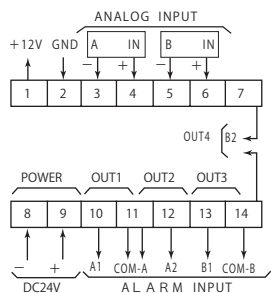 ANALOG INPUT
+12V GND A IN B IN
− + − +
1 2 3 4 5 6 7
OUT4 B2
POWER OUT1 OUT2 OUT3
8 9 10 11 12 13 14
− + A1 COM-A A2 B1 COM-B
DC24V ALARM INPUT